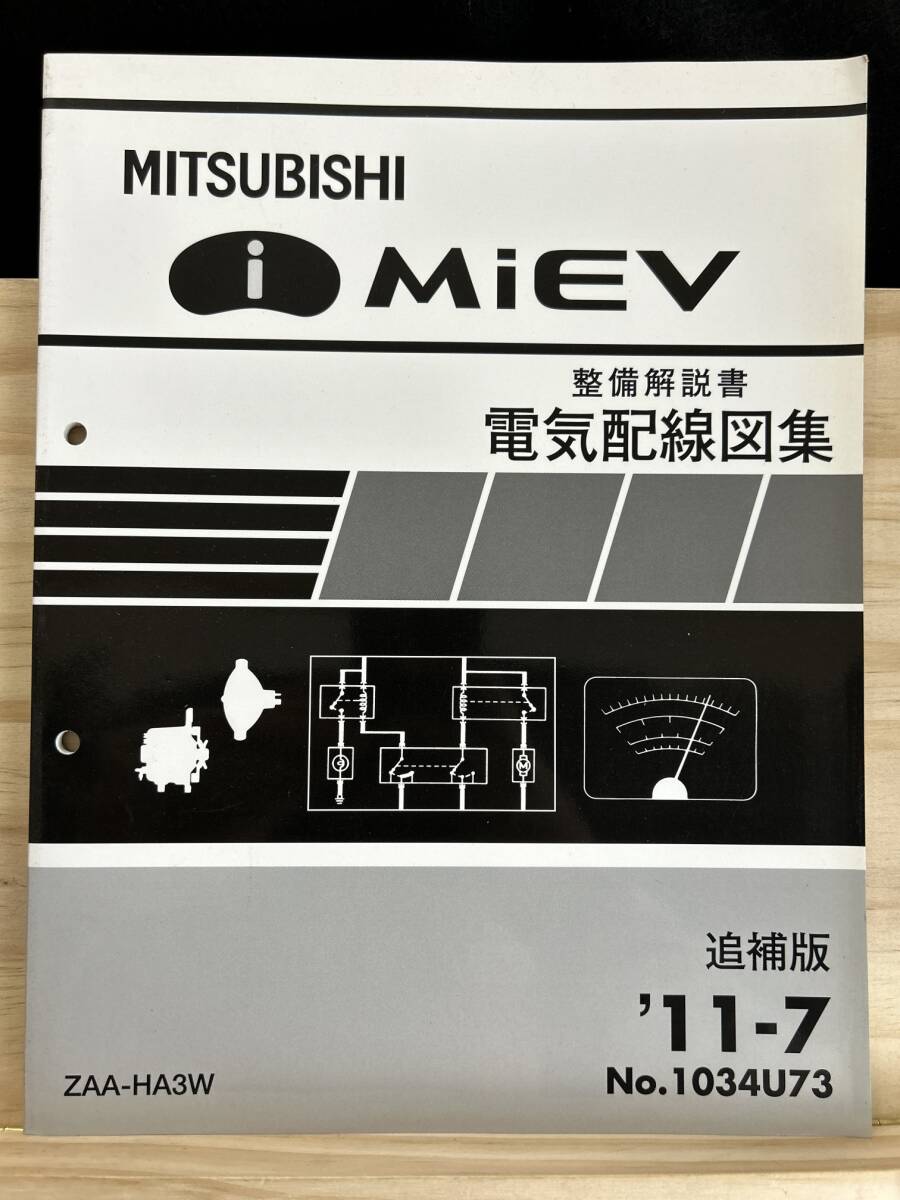 MITSUBISHI
i MiEV
整備解説書
電気配線図集
追補版
'11-7
No.1034U73
ZAA-HA3W